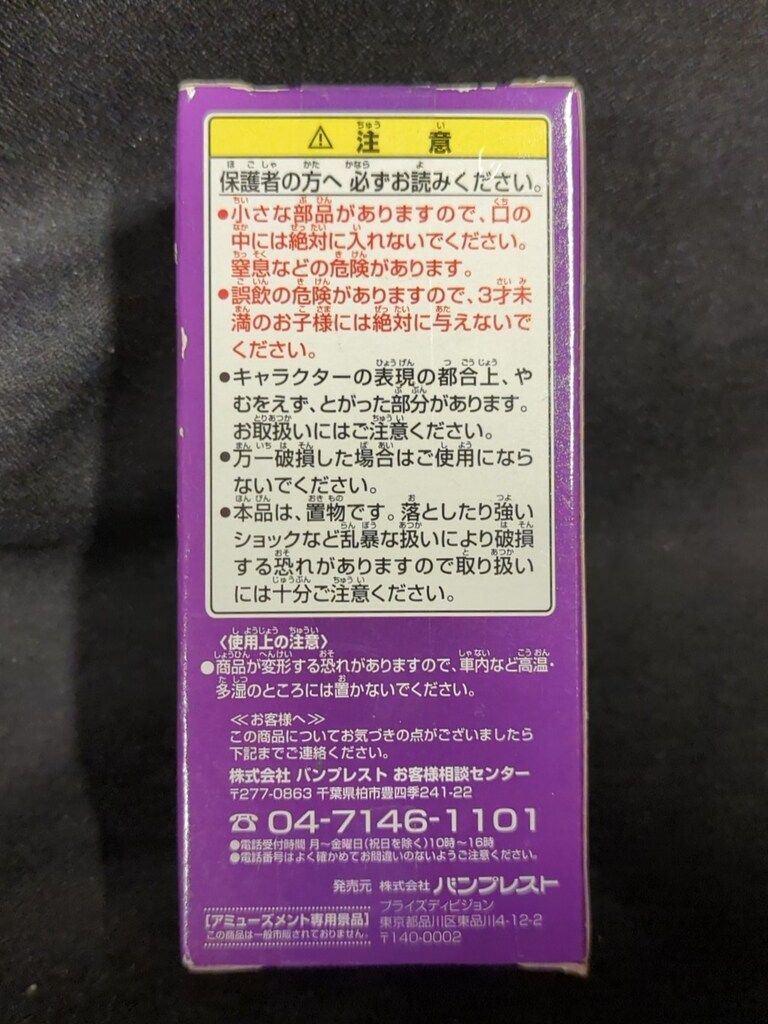 ⚠ 注意
保護者の方へ 必ずお読みください。
●小さな部品がありますので、口の
中には絶対に入れないでください。
窒息などの危険があります。
●誤飲の危険がありますので、3才未
満のお子様には絶対に与えないで
ください。
●キャラクターの表現の都合上、や
むをえず、とがった部分があります。
お取扱いにはご注意ください。
●万一破損した場合はご使用になら
ないでください。
●本品は、置物です。落としたり強い
ショックなど乱暴な扱いにより破損
する恐れがありますので取り扱い
には十分ご注意ください。
〈使用上の注意〉
●商品が変形する恐れがありますので、車内など高温・
多湿のところには置かないでください。
≪お客様へ≫
この商品についてお気づきの点がございましたら
下記までご連絡ください。
株式会社 バンプレスト お客様相談センター
〒277-0863 千葉県柏市豊四季241-22
☎ 04-7146-1101
●電話受付時間 月〜金曜日(祝日を除く)10時〜16時
●電話番号はよく確かめてお間違いのないようご注意ください。
発売元 株式会社 バンプレスト
プライズディビジョン
東京都品川区東品川4-12-2
〒140-0002
【アミューズメント専用景品】
この商品は一般市販されておりません。